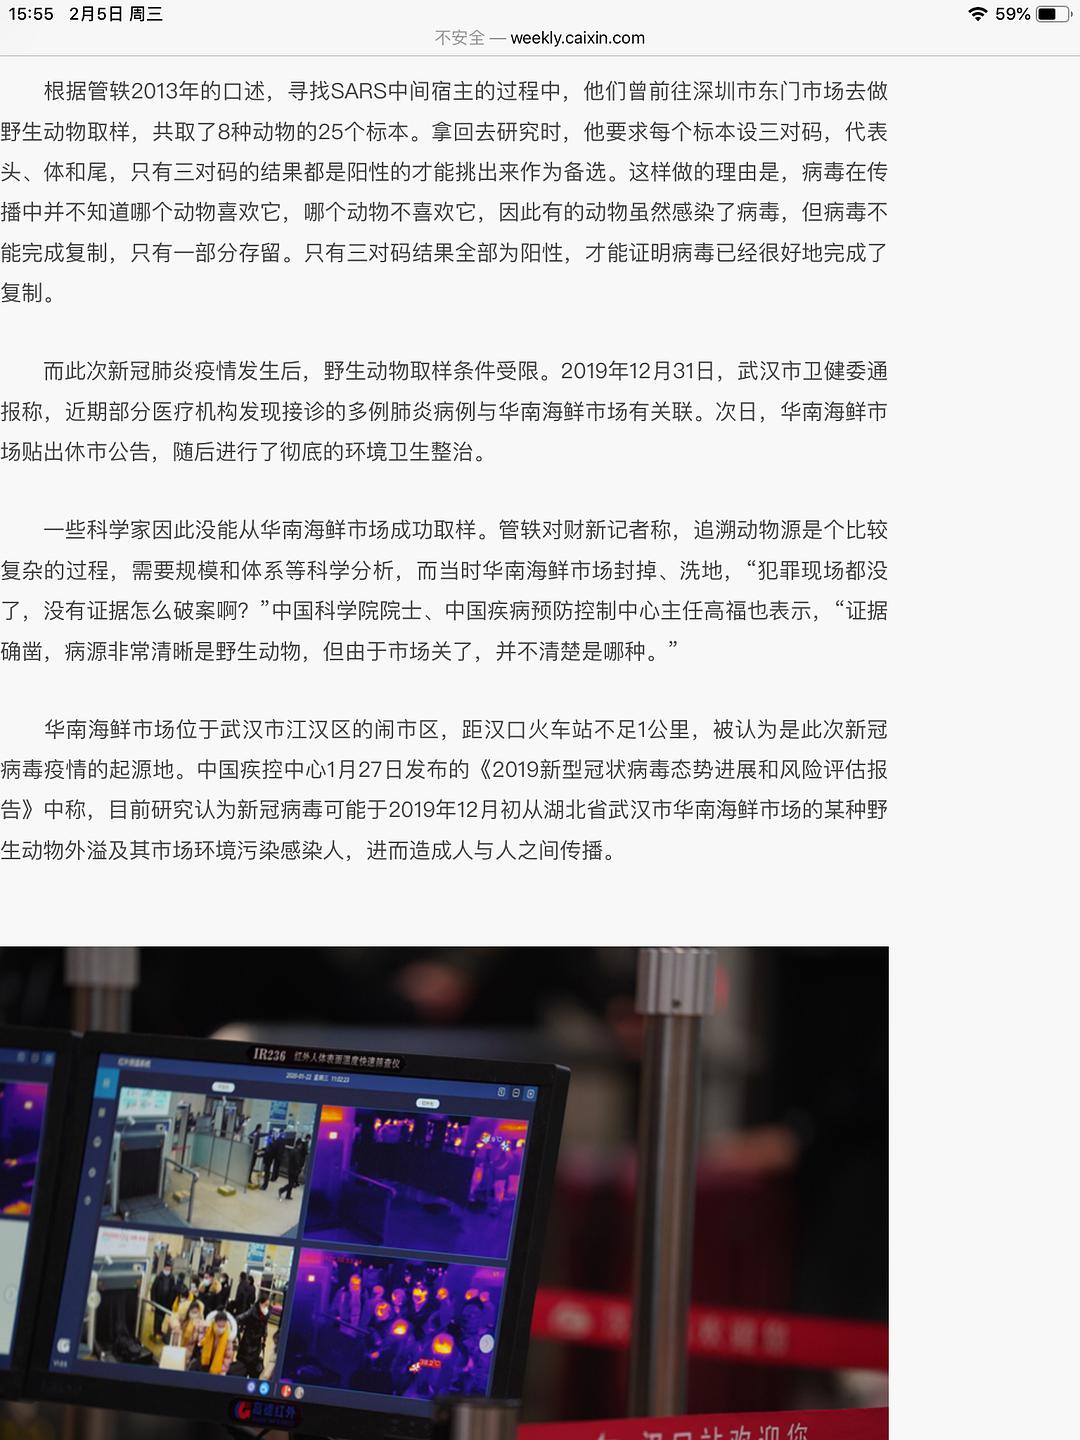 15:55 2月5日 周三
59%
不安全 — weekly.caixin.com
根据管轶2013年的口述，寻找SARS中间宿主的过程中，他们曾前往深圳市东门市场去做
野生动物取样，共取了8种动物的25个标本。拿回去研究时，他要求每个标本设三对码，代表
头、体和尾，只有三对码的结果都是阳性的才能挑出来作为备选。这样做的理由是，病毒在传
播中并不知道哪个动物喜欢它，哪个动物不喜欢它，因此有的动物虽然感染了病毒，但病毒不
能完成复制，只有一部分存留。只有三对码结果全部为阳性，才能证明病毒已经很好地完成了
复制。
而此次新冠肺炎疫情发生后，野生动物取样条件受限。2019年12月31日，武汉市卫健委通
报称，近期部分医疗机构发现接诊的多例肺炎病例与华南海鲜市场有关联。次日，华南海鲜市
场贴出休市公告，随后进行了彻底的环境卫生整治。
一些科学家因此没能从华南海鲜市场成功取样。管轶对财新记者称，追溯动物源是个比较
复杂的过程，需要规模和体系等科学分析，而当时华南海鲜市场封掉、洗地，“犯罪现场都没
了，没有证据怎么破案啊？”中国科学院院士、中国疾病预防控制中心主任高福也表示，“证据
确凿，病源非常清晰是野生动物，但由于市场关了，并不清楚是哪种。”
华南海鲜市场位于武汉市江汉区的闹市区，距汉口火车站不足1公里，被认为是此次新冠
病毒疫情的起源地。中国疾控中心1月27日发布的《2019新型冠状病毒态势进展和风险评估报
告》中称，目前研究认为新冠病毒可能于2019年12月初从湖北省武汉市华南海鲜市场的某种野
生动物外溢及其市场环境污染感染人，进而造成人与人之间传播。
IR236 红外人体表面温度快速筛查仪
2020-01-22 星期三 11:02:23
38.2℃
高德红外
汉口站欢迎您